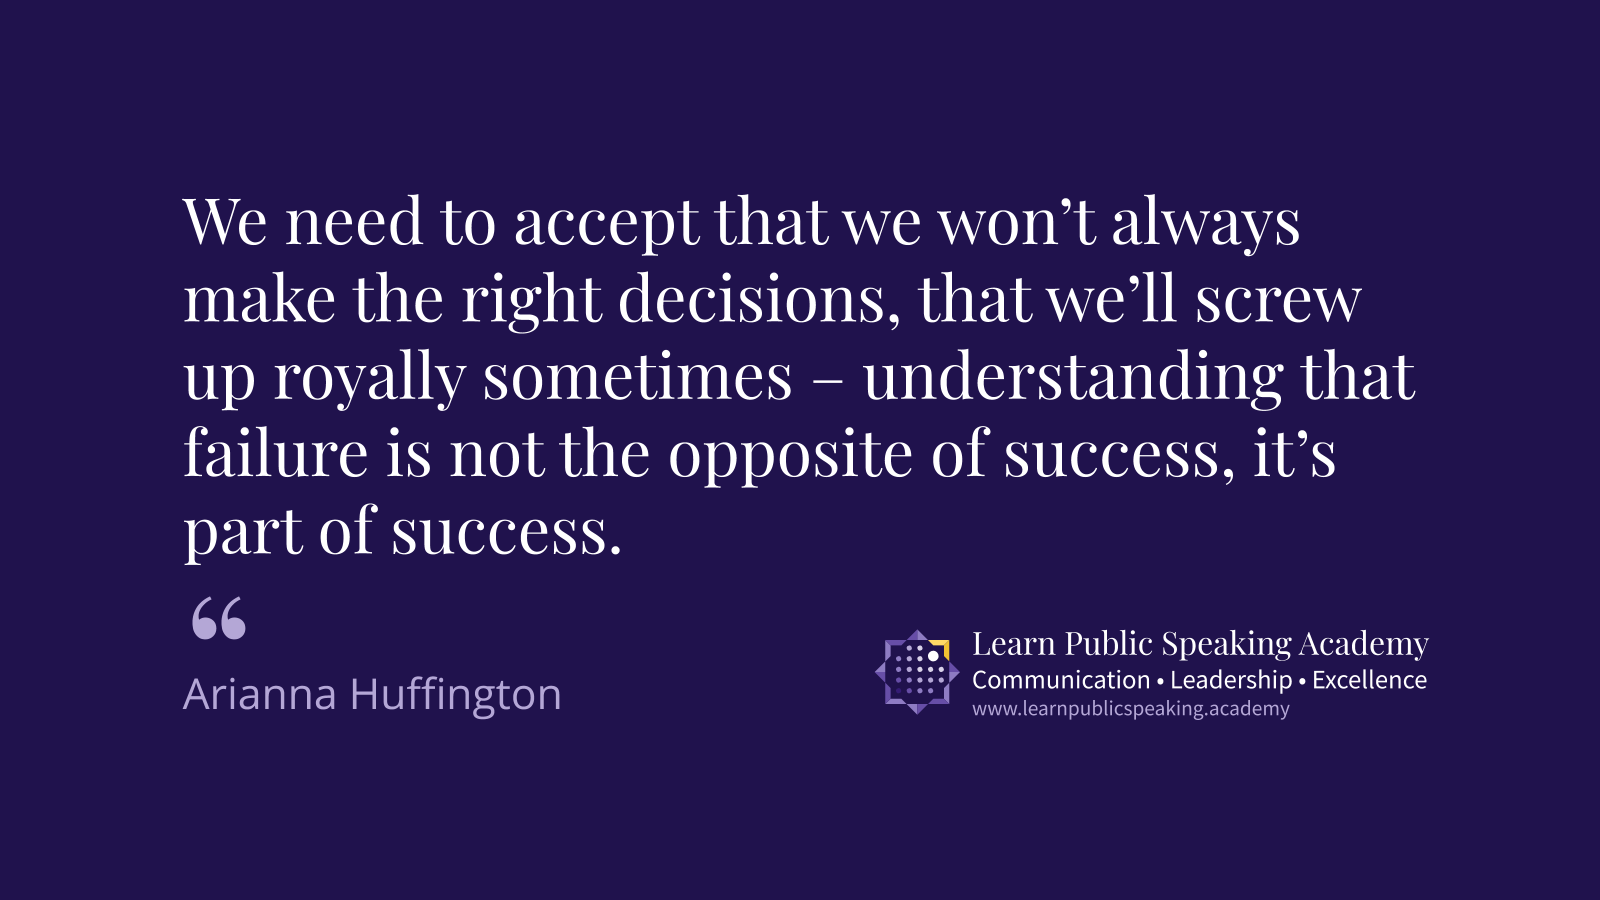 We need to accept that we won’t always
make the right decisions, that we’ll screw
up royally sometimes – understanding that
failure is not the opposite of success, it’s
part of success.
“
Arianna Huffington
Learn Public Speaking Academy
Communication • Leadership • Excellence
www.learnpublicspeaking.academy